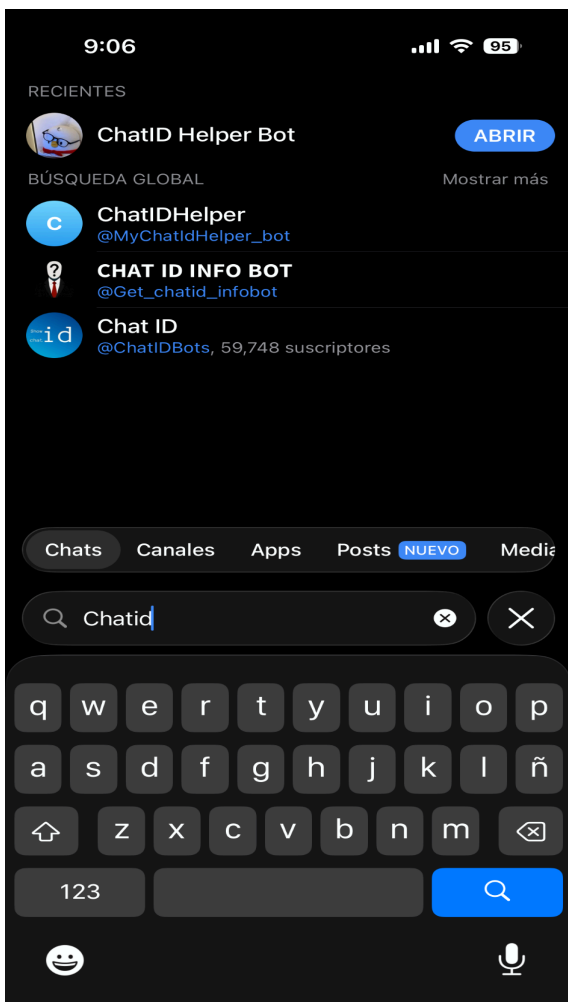 9:06
95
RECIENTES
ChatID Helper Bot
ABRIR
BÚSQUEDA GLOBAL
Mostrar más
C
ChatIDHelper
@MyChatIdHelper_bot
CHAT ID INFO BOT
@Get_chatid_infobot
id
Chat ID
@ChatIDBots, 59,748 suscriptores
Chats Canales Apps Posts NUEVO Media
Chatid
q w e r t y u i o p
a s d f g h j k l ñ
z x c v b n m
123